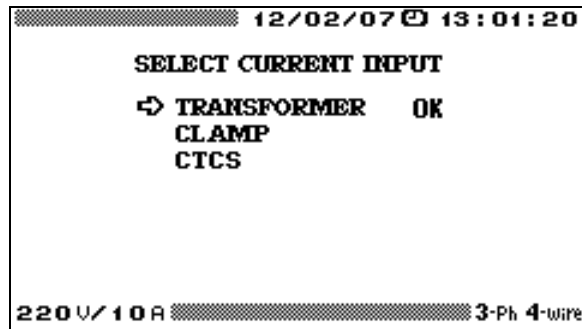 12/02/07 13:01:20
SELECT CURRENT INPUT
TRANSFORMER OK
CLAMP
CTCS
220V/10A 3-Ph 4-wire